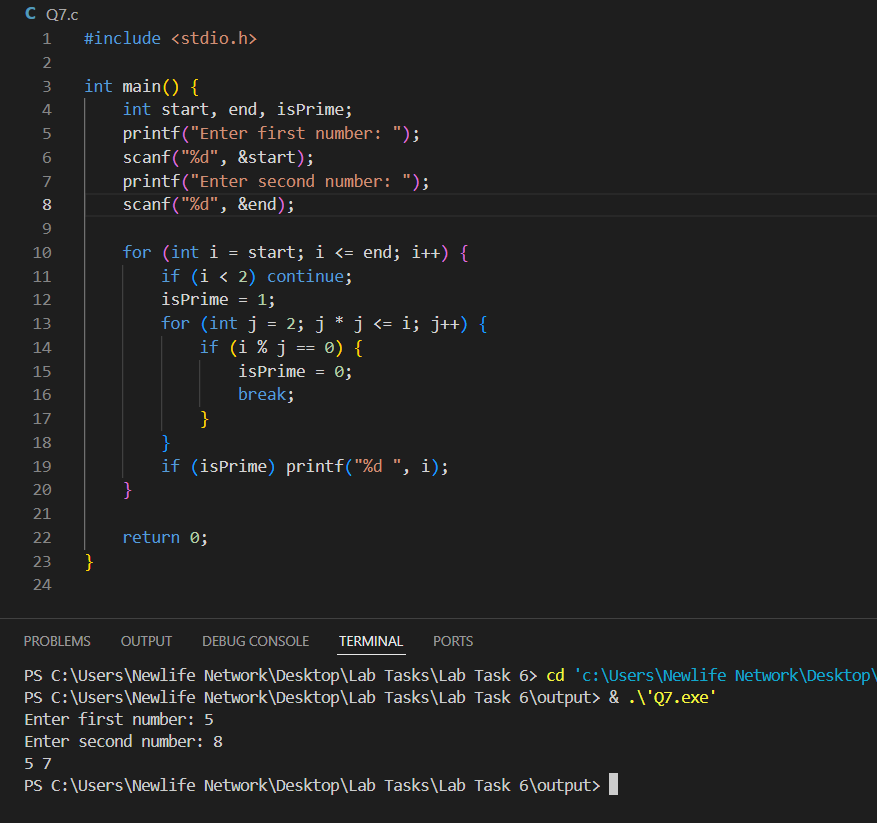 C Q7.c
1 #include <stdio.h>
2
3 int main() {
4     int start, end, isPrime;
5     printf("Enter first number: ");
6     scanf("%d", &start);
7     printf("Enter second number: ");
8     scanf("%d", &end);
9
10     for (int i = start; i <= end; i++) {
11         if (i < 2) continue;
12         isPrime = 1;
13         for (int j = 2; j * j <= i; j++) {
14             if (i % j == 0) {
15                 isPrime = 0;
16                 break;
17             }
18         }
19         if (isPrime) printf("%d ", i);
20     }
21
22     return 0;
23 }
24
PROBLEMS OUTPUT DEBUG CONSOLE TERMINAL PORTS
PS C:\Users\Newlife Network\Desktop\Lab Tasks\Lab Task 6> cd 'c:\Users\Newlife Network\Desktop\
PS C:\Users\Newlife Network\Desktop\Lab Tasks\Lab Task 6\output> & .\'Q7.exe'
Enter first number: 5
Enter second number: 8
5 7
PS C:\Users\Newlife Network\Desktop\Lab Tasks\Lab Task 6\output>